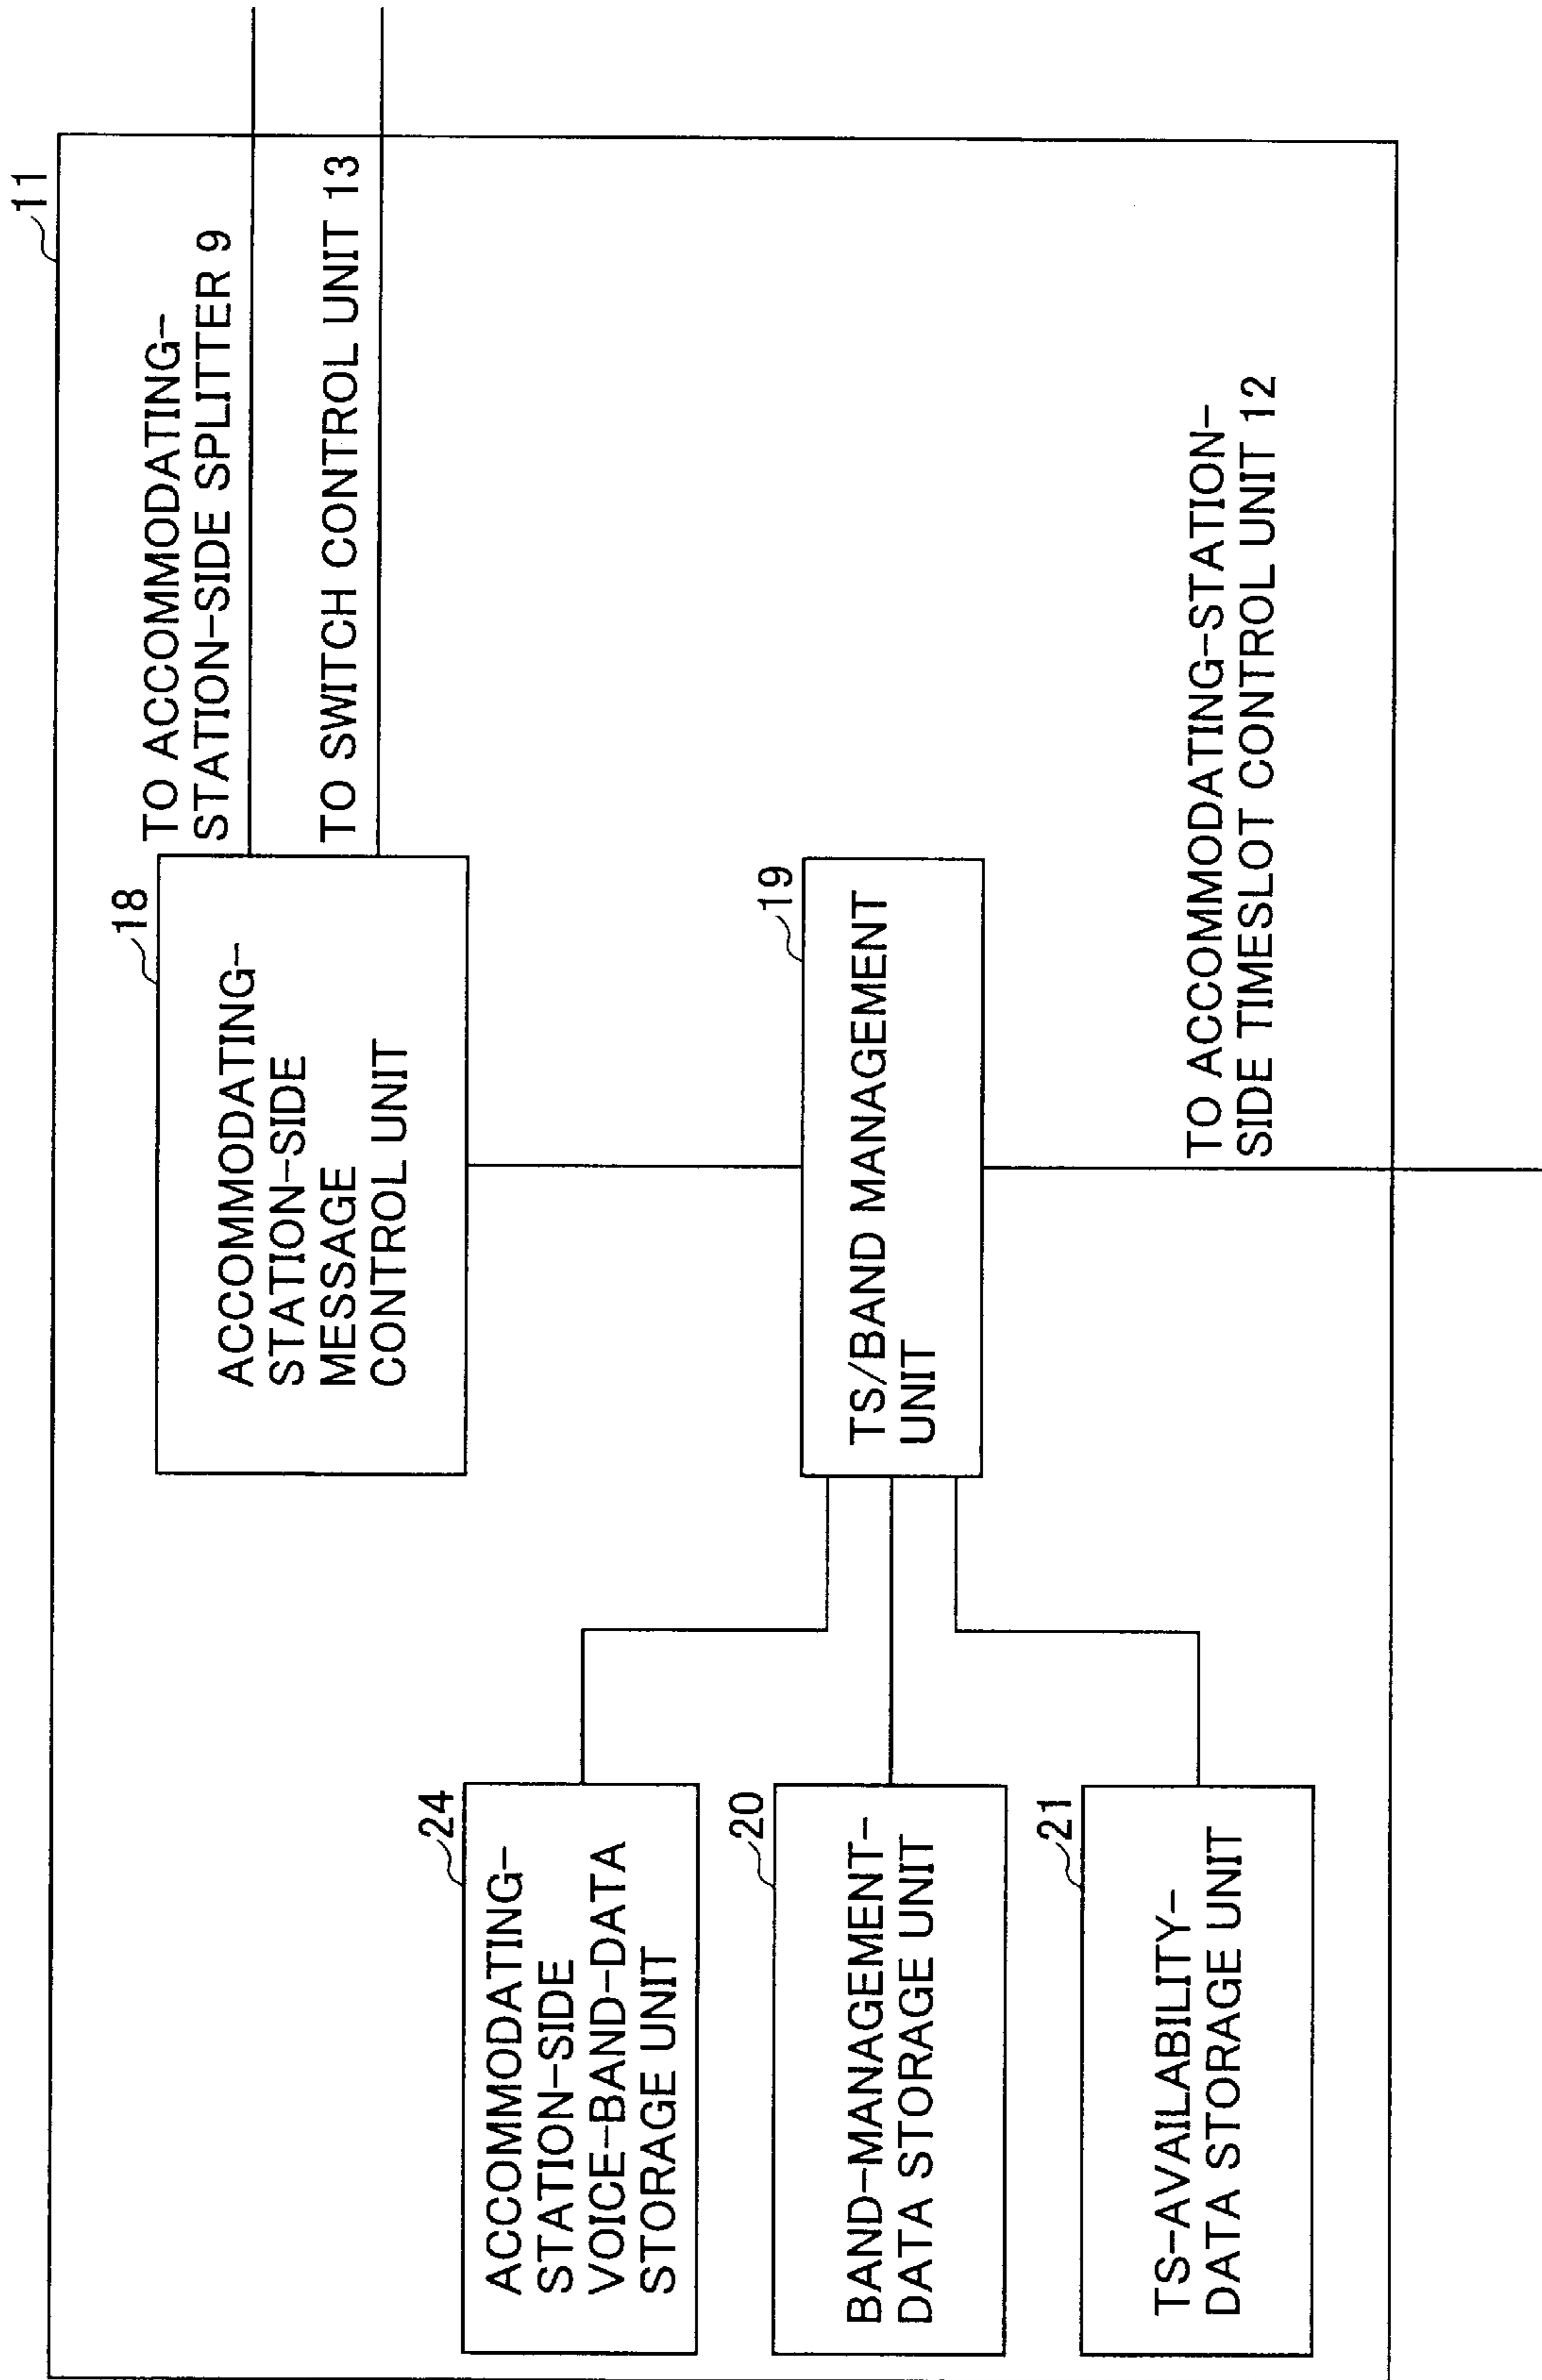 11
TO ACCOMMODATING-
STATION-SIDE SPLITTER 9
TO SWITCH CONTROL UNIT 13
18
ACCOMMODATING-
STATION-SIDE
MESSAGE
CONTROL UNIT
19
TS/BAND MANAGEMENT
UNIT
TO ACCOMMODATING-STATION-
SIDE TIMESLOT CONTROL UNIT 12
24
ACCOMMODATING-
STATION-SIDE
VOICE-BAND-DATA
STORAGE UNIT
20
BAND-MANAGEMENT-
DATA STORAGE UNIT
21
TS-AVAILABILITY-
DATA STORAGE UNIT